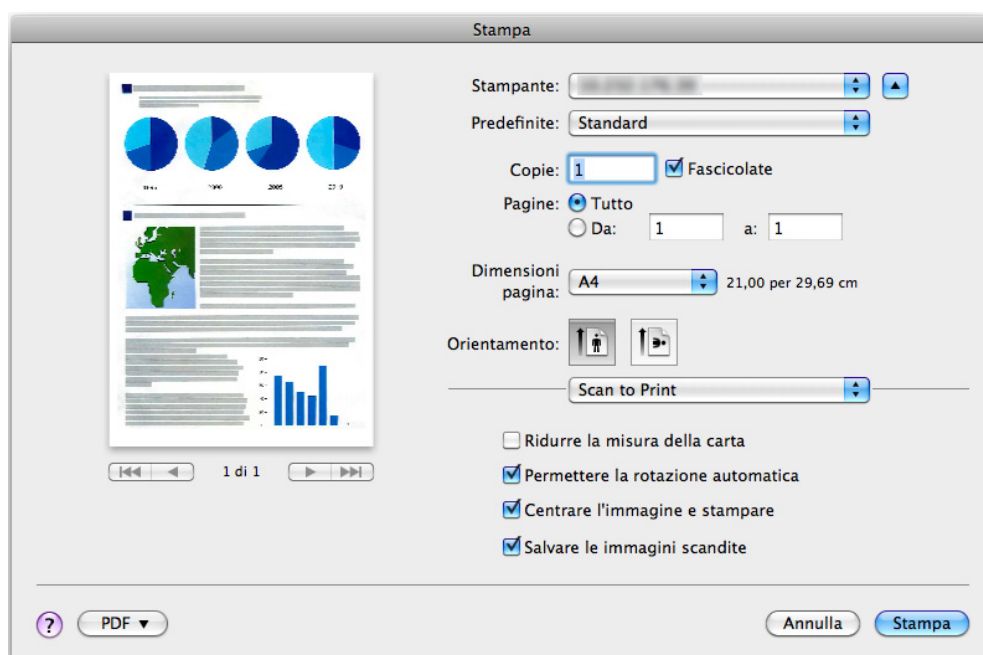 Stampa
Stampante:
Predefinite: Standard
Copie: 1 Fascicolate
Pagine: Tutto
Da: 1 a: 1
Dimensioni pagina: A4 21,00 per 29,69 cm
Orientamento:
Scan to Print
Ridurre la misura della carta
Permettere la rotazione automatica
Centrare l'immagine e stampare
Salvare le immagini scandite
1 di 1
? PDF Annulla Stampa